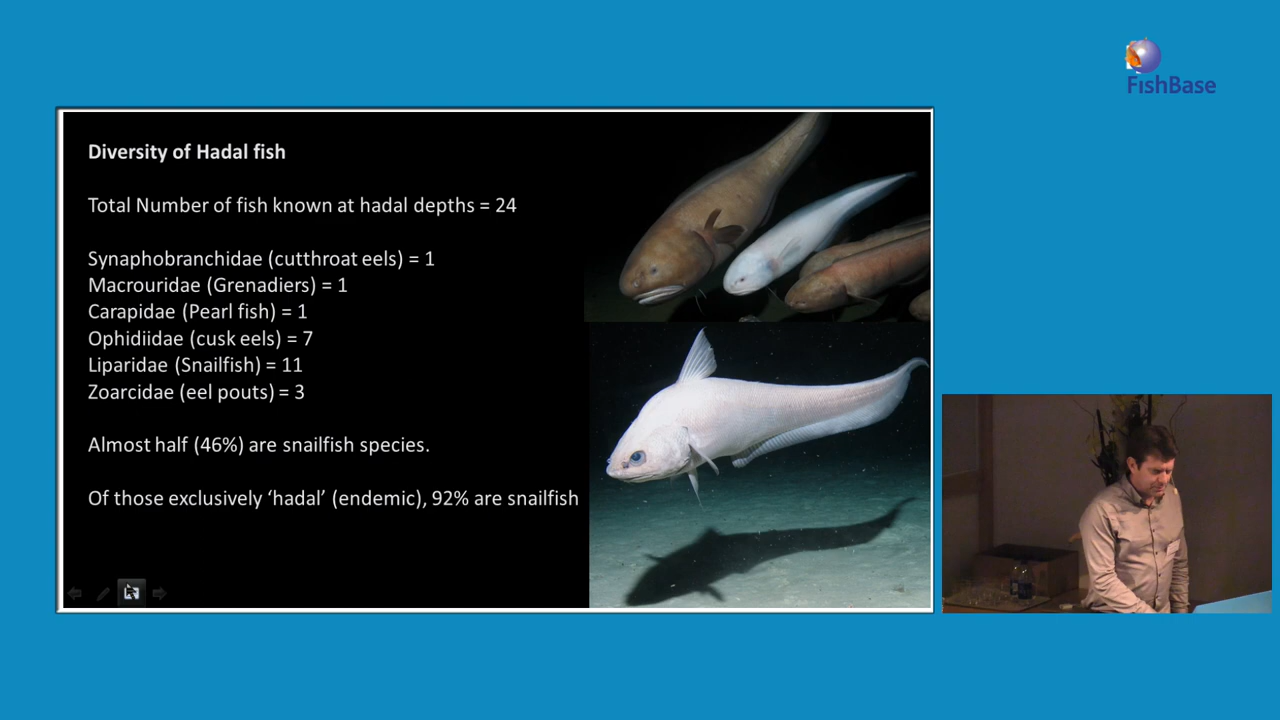 FishBase
Diversity of Hadal fish
Total Number of fish known at hadal depths = 24
Synaphobranchidae (cutthroat eels) = 1
Macrouridae (Grenadiers) = 1
Carapidae (Pearl fish) = 1
Ophidiidae (cusk eels) = 7
Liparidae (Snailfish) = 11
Zoarcidae (eel pouts) = 3
Almost half (46%) are snailfish species.
Of those exclusively ‘hadal’ (endemic), 92% are snailfish